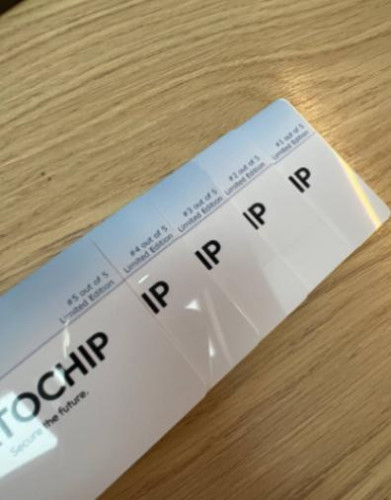 #5 out of 5
Limited Edition
TOCHIP
Secure the future.
#4 out of 5
Limited Edition
IP
#3 out of 5
Limited Edition
IP
#2 out of 5
Limited Edition
IP
#1 out of 5
Limited Edition
IP